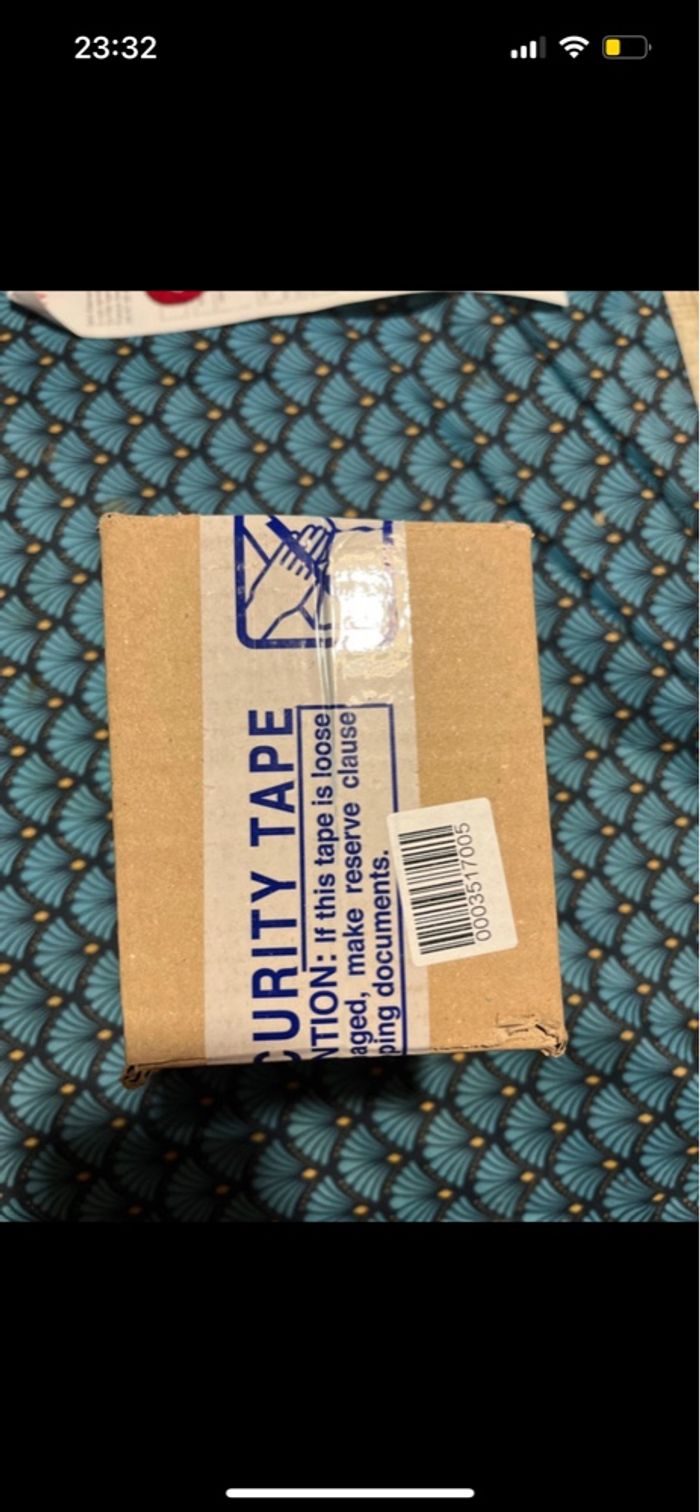 23:32
CURITY TAPE
NTION: If this tape is loose
aged, make reserve clause
ping documents.
0003517005